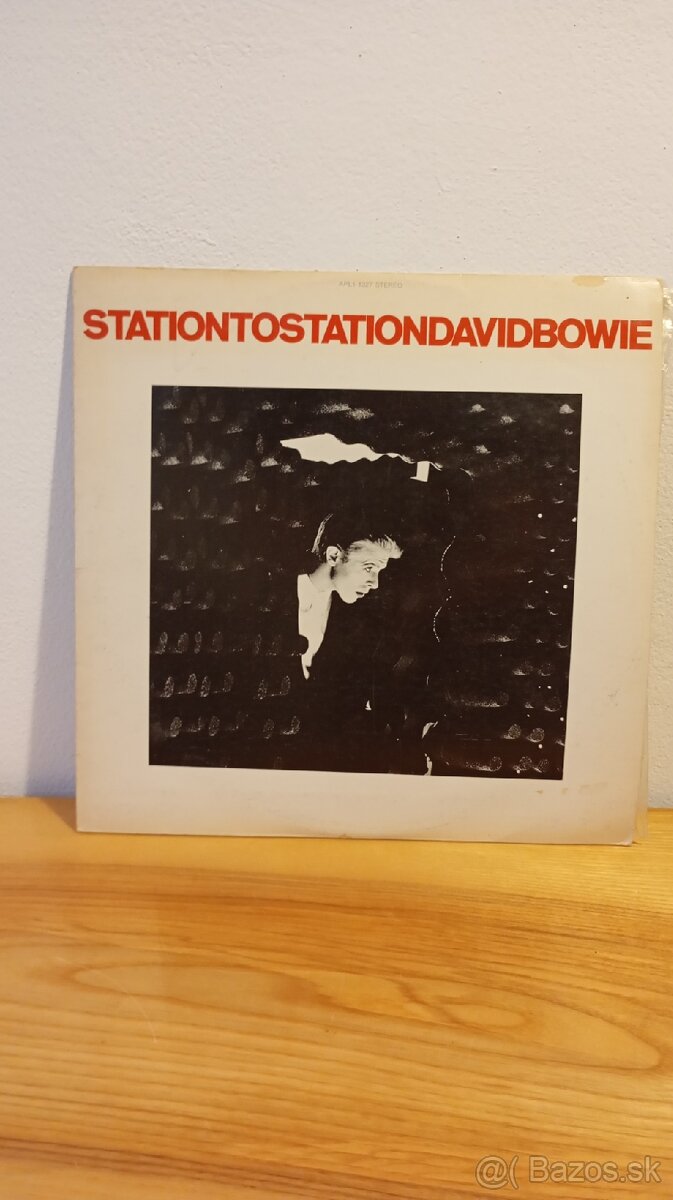 APL1 1327 STEREO
STATIONTOSTATIONDAVIDBOWIE
@( Bazos.sk